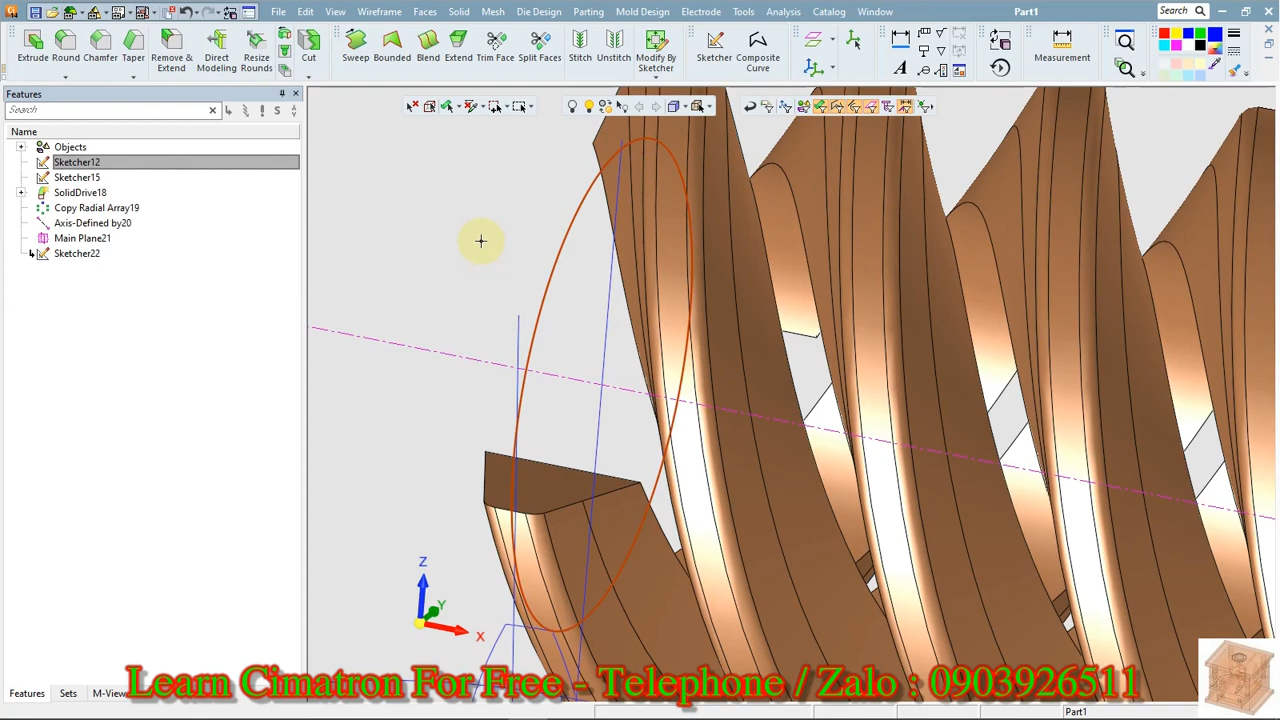 File Edit View Wireframe Faces Solid Mesh Die Design Parting Mold Design Electrode Tools Analysis Catalog Window Part1 Search
Extrude Round Chamfer Taper Remove & Extend Direct Modeling Resize Rounds Cut Sweep Bounded Blend Extend Trim Faces Split Faces Stitch Unstitch Modify By Sketcher Sketcher Composite Curve Measurement
Features
Search
Name
Objects
Sketcher12
Sketcher15
SolidDrive18
Copy Radial Array19
Axis-Defined by20
Main Plane21
Sketcher22
Z
Y
X
Features Sets M-View
Learn Cimatron For Free - Telephone / Zalo : 0903926511
Part1